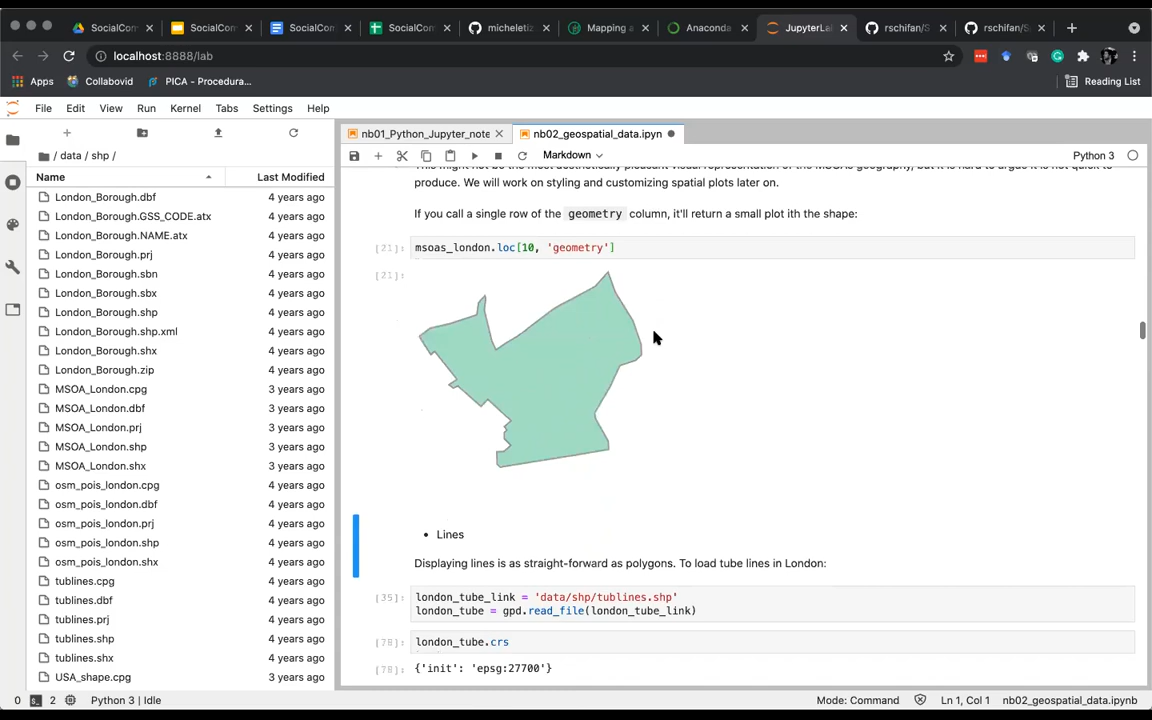 SocialCom
SocialCom
SocialCom
SocialCom
micheletiz
Mapping a
Anaconda
JupyterLab
rschifan/S
rschifan/S
localhost:8888/lab
Apps
Collabovid
PICA - Procedura...
Reading List
File Edit View Run Kernel Tabs Settings Help
nb01_Python_Jupyter_note
nb02_geospatial_data.ipyn
/ data / shp /
Markdown
Python 3
Name Last Modified
London_Borough.dbf 4 years ago
London_Borough.GSS_CODE.atx 4 years ago
London_Borough.NAME.atx 4 years ago
London_Borough.prj 4 years ago
London_Borough.sbn 4 years ago
London_Borough.sbx 4 years ago
London_Borough.shp 4 years ago
London_Borough.shp.xml 4 years ago
London_Borough.shx 4 years ago
London_Borough.zip 4 years ago
MSOA_London.cpg 3 years ago
MSOA_London.dbf 3 years ago
MSOA_London.prj 3 years ago
MSOA_London.shp 3 years ago
MSOA_London.shx 3 years ago
osm_pois_london.cpg 4 years ago
osm_pois_london.dbf 4 years ago
osm_pois_london.prj 4 years ago
osm_pois_london.shp 4 years ago
osm_pois_london.shx 4 years ago
tublines.cpg 4 years ago
tublines.dbf 4 years ago
tublines.prj 4 years ago
tublines.shp 4 years ago
tublines.shx 4 years ago
USA_shape.cpg 4 years ago
produce. We will work on styling and customizing spatial plots later on.
If you call a single row of the geometry column, it'll return a small plot ith the shape:
[21]: msoas_london.loc[10, 'geometry']
[21]:
• Lines
Displaying lines is as straight-forward as polygons. To load tube lines in London:
[35]: london_tube_link = 'data/shp/tublines.shp'
london_tube = gpd.read_file(london_tube_link)
[78]: london_tube.crs
[78]: {'init': 'epsg:27700'}
0 2 Python 3 | Idle
Mode: Command Ln 1, Col 1 nb02_geospatial_data.ipynb